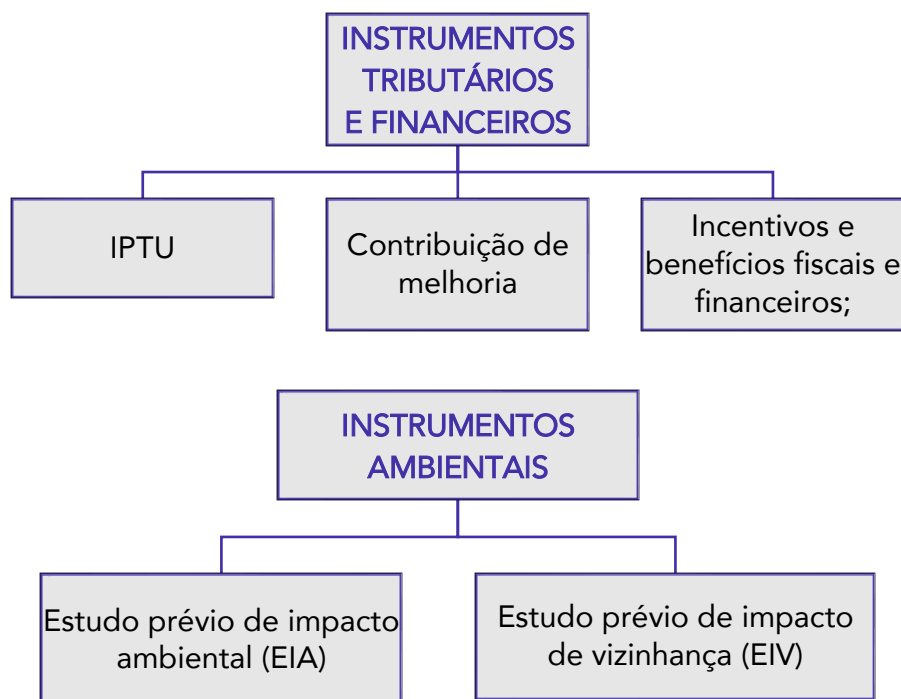 INSTRUMENTOS
TRIBUTÁRIOS
E FINANCEIROS
IPTU
Contribuição de
melhoria
Incentivos e
benefícios fiscais e
financeiros;
INSTRUMENTOS
AMBIENTAIS
Estudo prévio de impacto
ambiental (EIA)
Estudo prévio de impacto
de vizinhança (EIV)